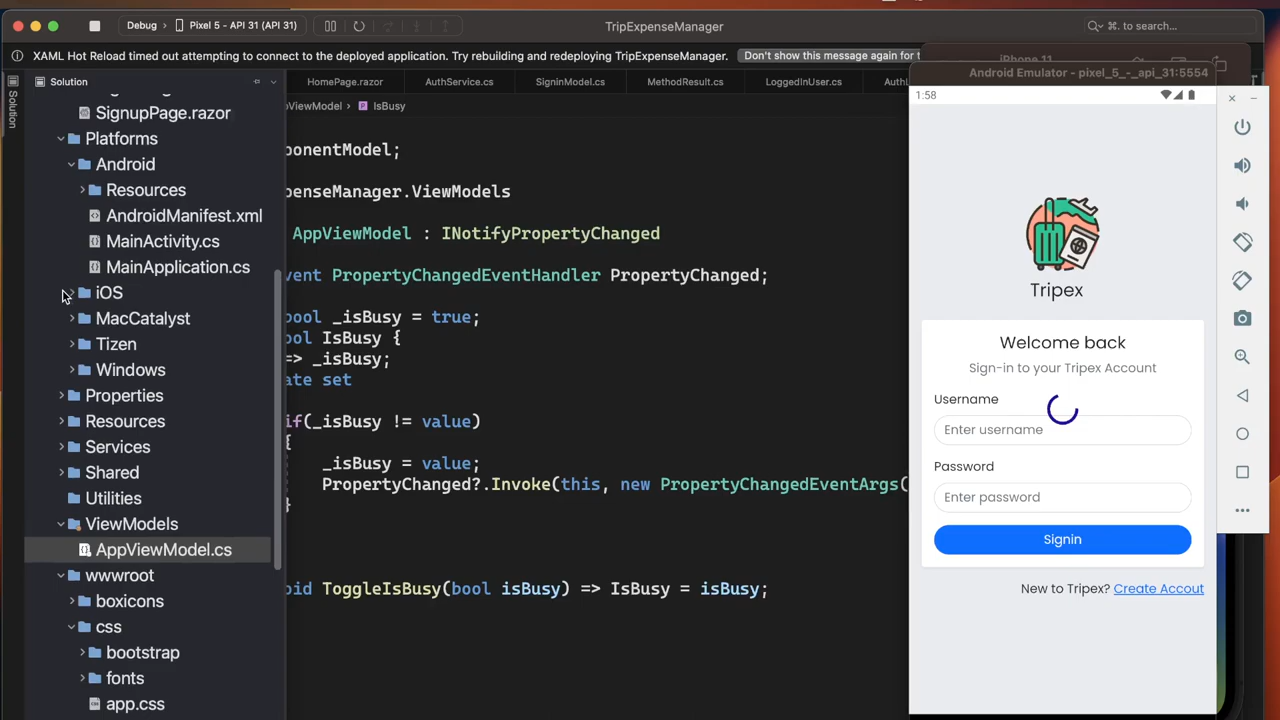 Debug
Pixel 5 - API 31 (API 31)
TripExpenseManager
⌘. to search...
XAML Hot Reload timed out attempting to connect to the deployed application. Try rebuilding and redeploying TripExpenseManager.
Don't show this message again for t
iPhone 11
Android Emulator - pixel_5_-_api_31:5554
Solution
Solution
HomePage.razor
AuthService.cs
SigninModel.cs
MethodResult.cs
LoggedInUser.cs
Auth
SignupPage.razor
Platforms
Android
Resources
AndroidManifest.xml
MainActivity.cs
MainApplication.cs
iOS
MacCatalyst
Tizen
Windows
Properties
Resources
Services
Shared
Utilities
ViewModels
AppViewModel.cs
wwwroot
boxicons
css
bootstrap
fonts
app.css
pViewModel › IsBusy
ponentModel;
penseManager.ViewModels
AppViewModel : INotifyPropertyChanged
vent PropertyChangedEventHandler PropertyChanged;
bool _isBusy = true;
ool IsBusy {
=> _isBusy;
ate set
if(_isBusy != value)
{
_isBusy = value;
PropertyChanged?.Invoke(this, new PropertyChangedEventArgs(
}
oid ToggleIsBusy(bool isBusy) => IsBusy = isBusy;
1:58
Tripex
Welcome back
Sign-in to your Tripex Account
Username
Enter username
Password
Enter password
Signin
New to Tripex? Create Accout